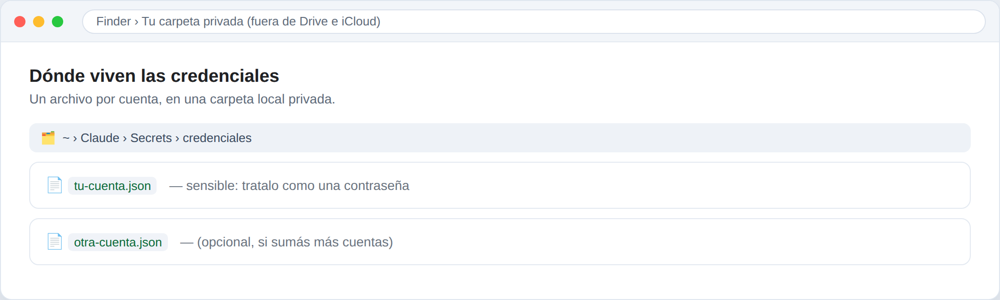 Finder › Tu carpeta privada (fuera de Drive e iCloud)
Dónde viven las credenciales
Un archivo por cuenta, en una carpeta local privada.
~ › Claude › Secrets › credenciales
tu-cuenta.json — sensible: tratalo como una contraseña
otra-cuenta.json — (opcional, si sumás más cuentas)